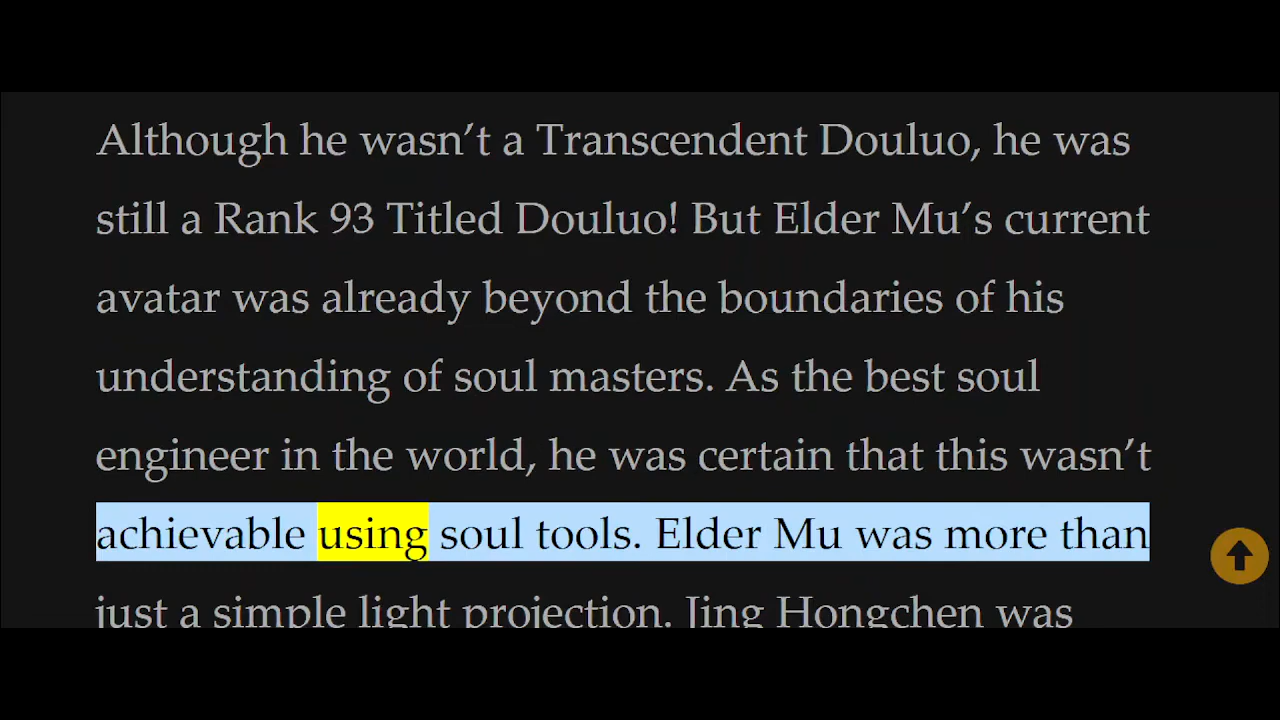 Although he wasn’t a Transcendent Douluo, he was
still a Rank 93 Titled Douluo! But Elder Mu’s current
avatar was already beyond the boundaries of his
understanding of soul masters. As the best soul
engineer in the world, he was certain that this wasn’t
achievable using soul tools. Elder Mu was more than
just a simple light projection. Jing Hongchen was